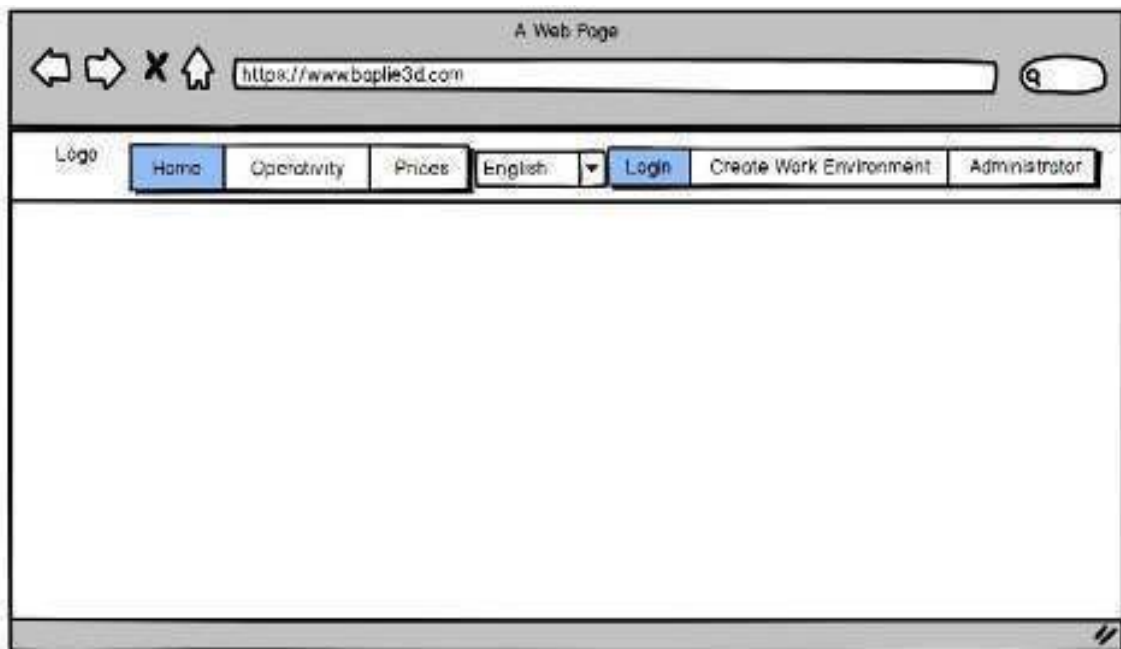 A Web Page
https://www.baplie3d.com
Logo Home Operativity Prices English Login Create Work Environment Administrator